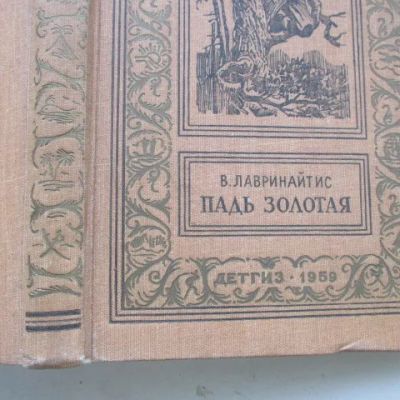 В. ЛАВРИНАЙТИС
ПАДЬ ЗОЛОТАЯ
ДЕТГИЗ · 1959